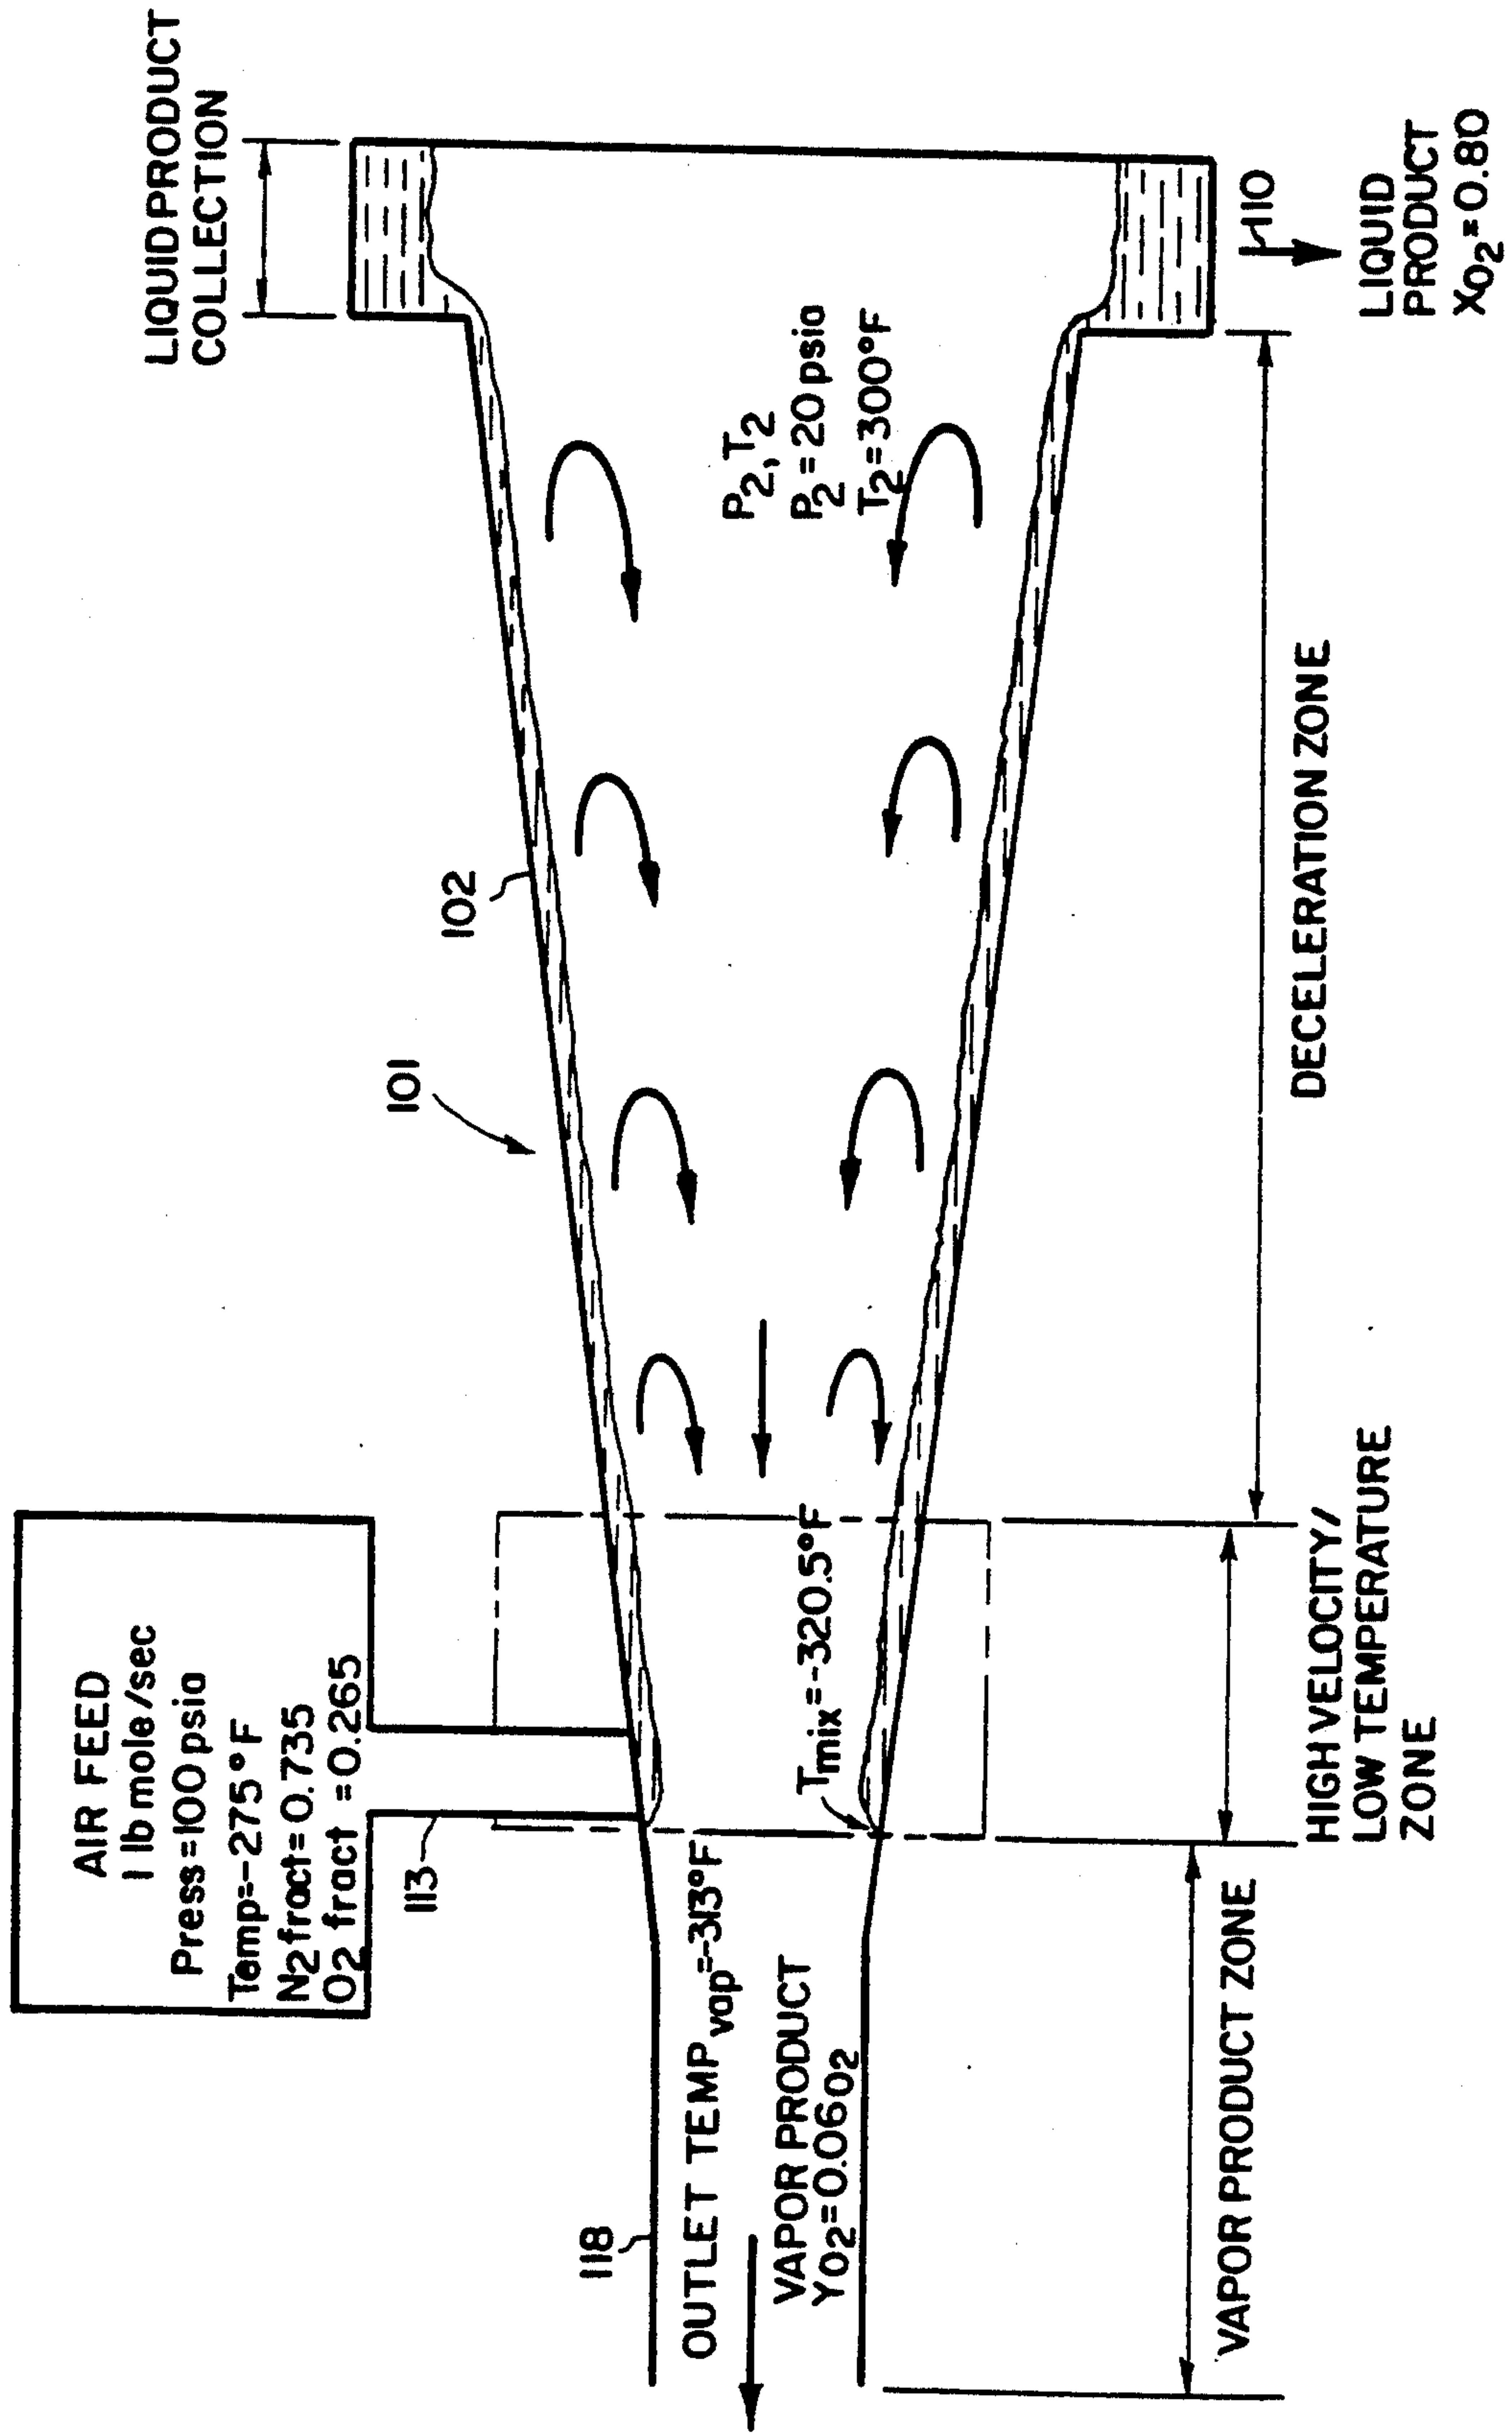 LIQUID PRODUCT
COLLECTION
AIR FEED
1 lb mole/sec
Press=100 psia
Temp=-275°F
N2 fract=0.735
O2 fract =0.265
113
101
102
P2,T2
P2=20 psia
T2=300°F
110
LIQUID
PRODUCT
XO2=0.80
Tmix=-320.5°F
118
OUTLET TEMPvap=-313°F
VAPOR PRODUCT
YO2=0.06O2
VAPOR PRODUCT ZONE
HIGH VELOCITY/
LOW TEMPERATURE
ZONE
DECELERATION ZONE